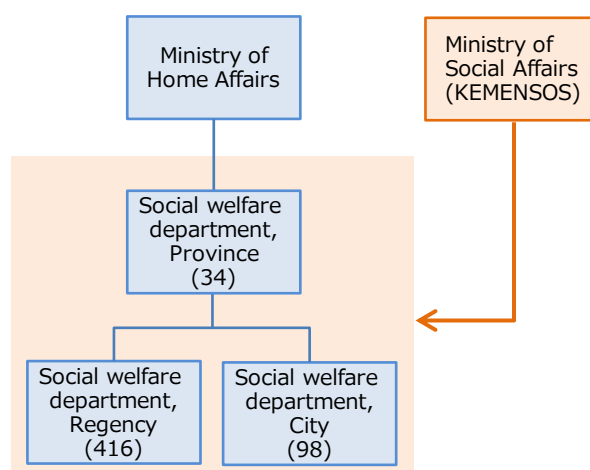 Ministry of
Home Affairs
Ministry of
Social Affairs
(KEMENSOS)
Social welfare
department,
Province
(34)
Social welfare
department,
Regency
(416)
Social welfare
department,
City
(98)